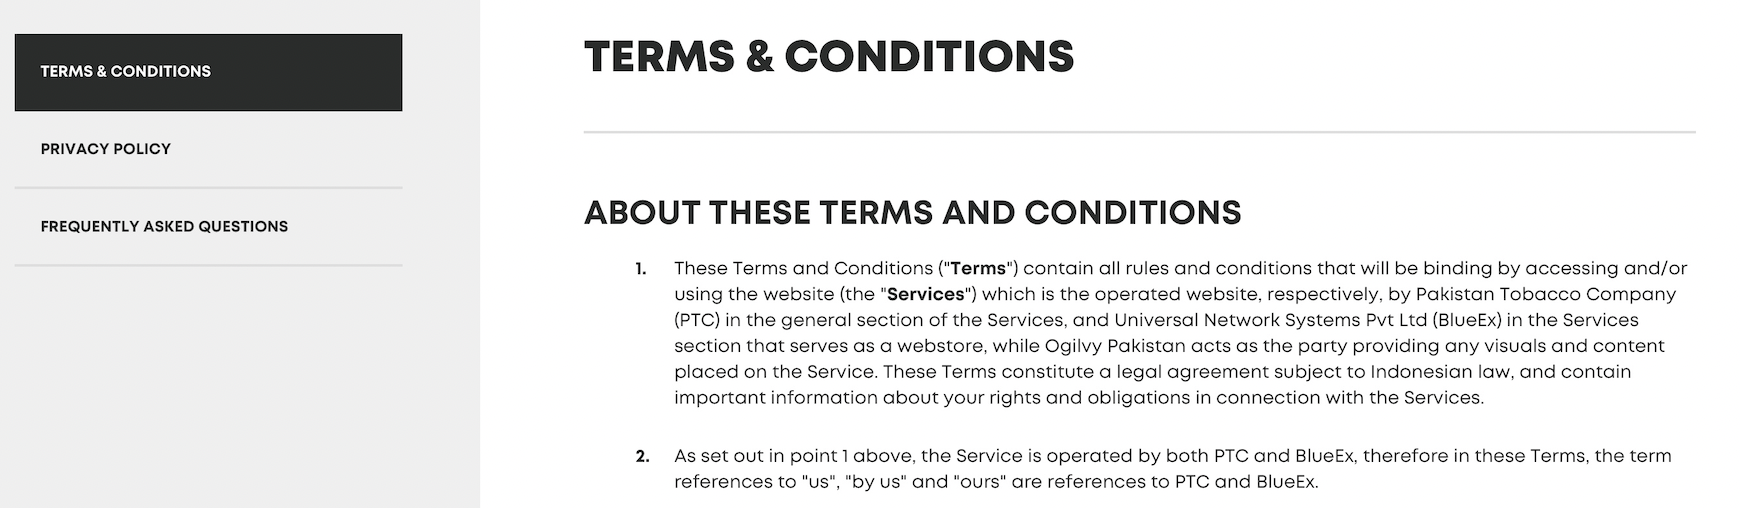 TERMS & CONDITIONS
PRIVACY POLICY
FREQUENTLY ASKED QUESTIONS
TERMS & CONDITIONS
ABOUT THESE TERMS AND CONDITIONS
1. These Terms and Conditions ("Terms") contain all rules and conditions that will be binding by accessing and/or
using the website (the "Services") which is the operated website, respectively, by Pakistan Tobacco Company
(PTC) in the general section of the Services, and Universal Network Systems Pvt Ltd (BlueEx) in the Services
section that serves as a webstore, while Ogilvy Pakistan acts as the party providing any visuals and content
placed on the Service. These Terms constitute a legal agreement subject to Indonesian law, and contain
important information about your rights and obligations in connection with the Services.
2. As set out in point 1 above, the Service is operated by both PTC and BlueEx, therefore in these Terms, the term
references to "us", "by us" and "ours" are references to PTC and BlueEx.